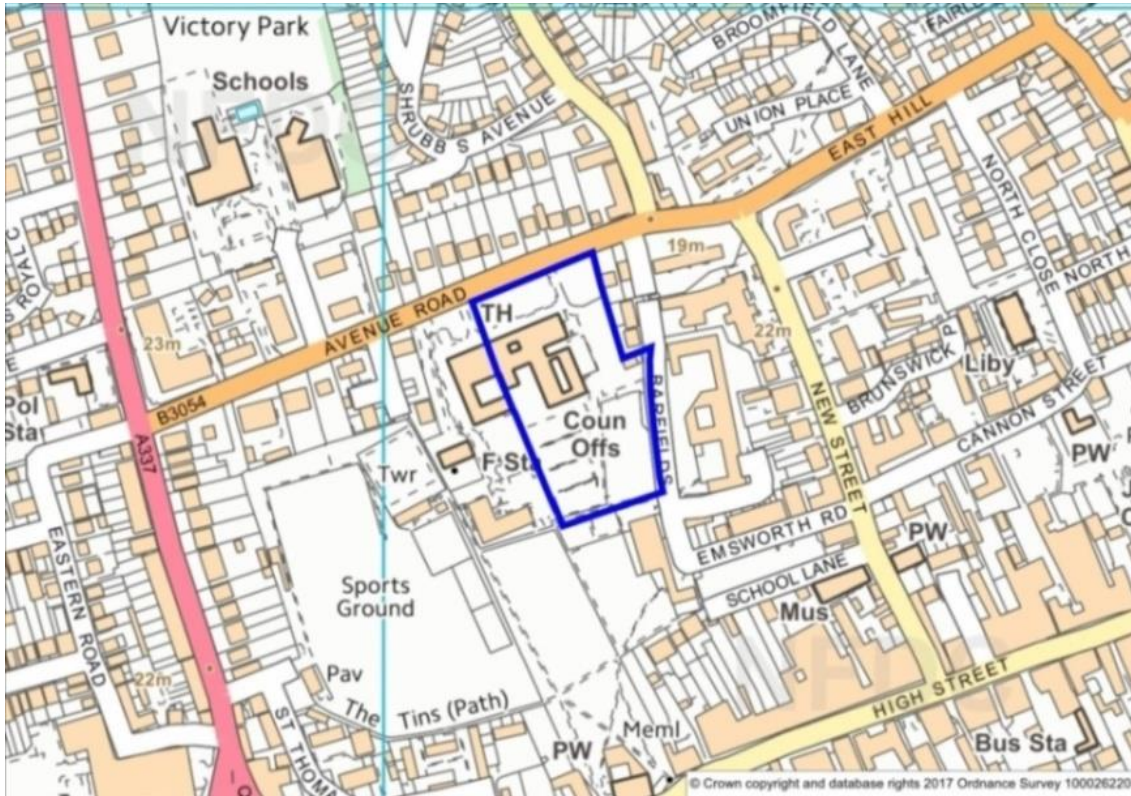 Victory Park
Schools
SHRUBB'S AVENUE
BROOMFIELD LANE
UNION PLACE
EAST HILL
NORTH CLOSE
NORTH
19m
TH
AVENUE ROAD
23m
B3054
A337
Pol
Sta
22m
BRUNSWICK P
Liby
CANNON STREET
NEW STREET
BARFIELDS
Coun
Offs
F Sta
Twr
PW
EMSWORTH RD
PW
SCHOOL LANE
Mus
Sports
Ground
EASTERN ROAD
22m
Pav
The Tins (Path)
ST THOMA
PW
Meml
HIGH STREET
Bus Sta
NFDC
© Crown copyright and database rights 2017 Ordnance Survey 100026220